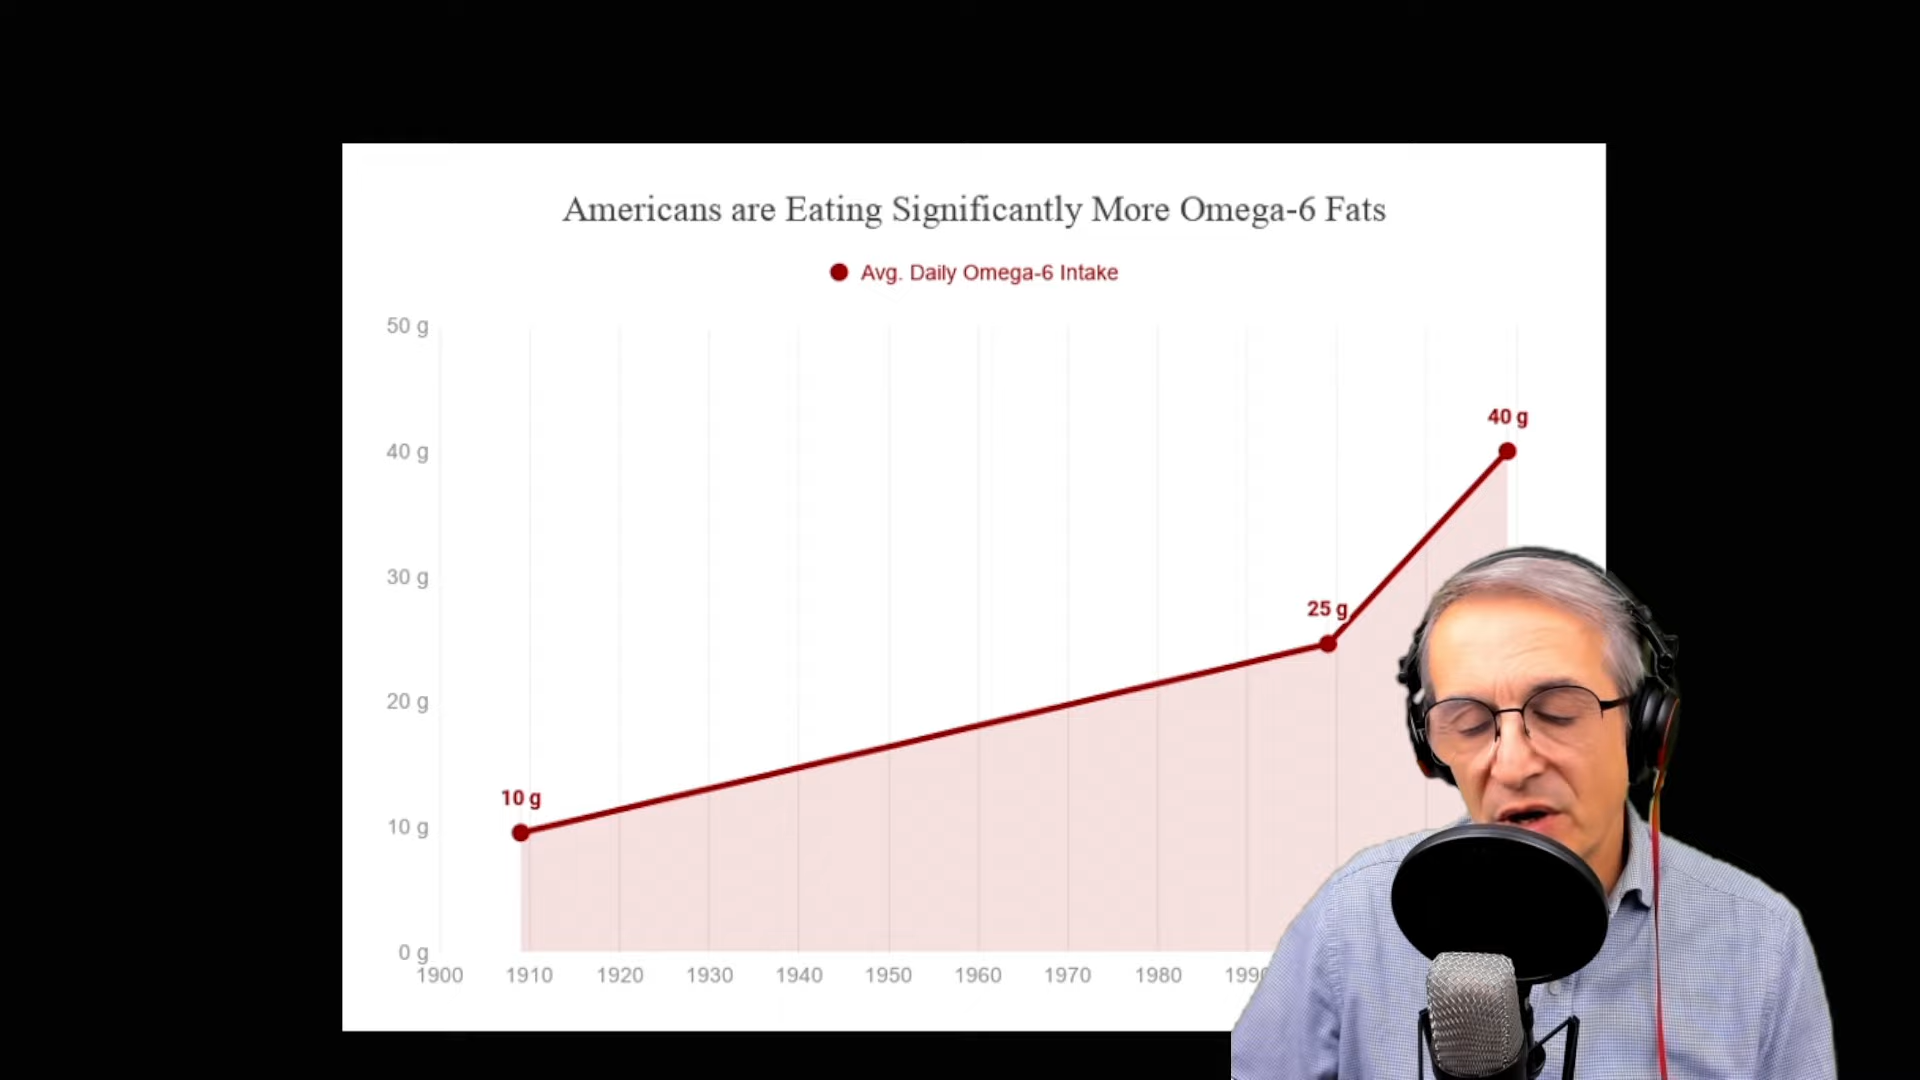 Americans are Eating Significantly More Omega-6 Fats
Avg. Daily Omega-6 Intake
50 g
40 g
40 g
30 g
25 g
20 g
10 g
10 g
0 g
1900 1910 1920 1930 1940 1950 1960 1970 1980 1990